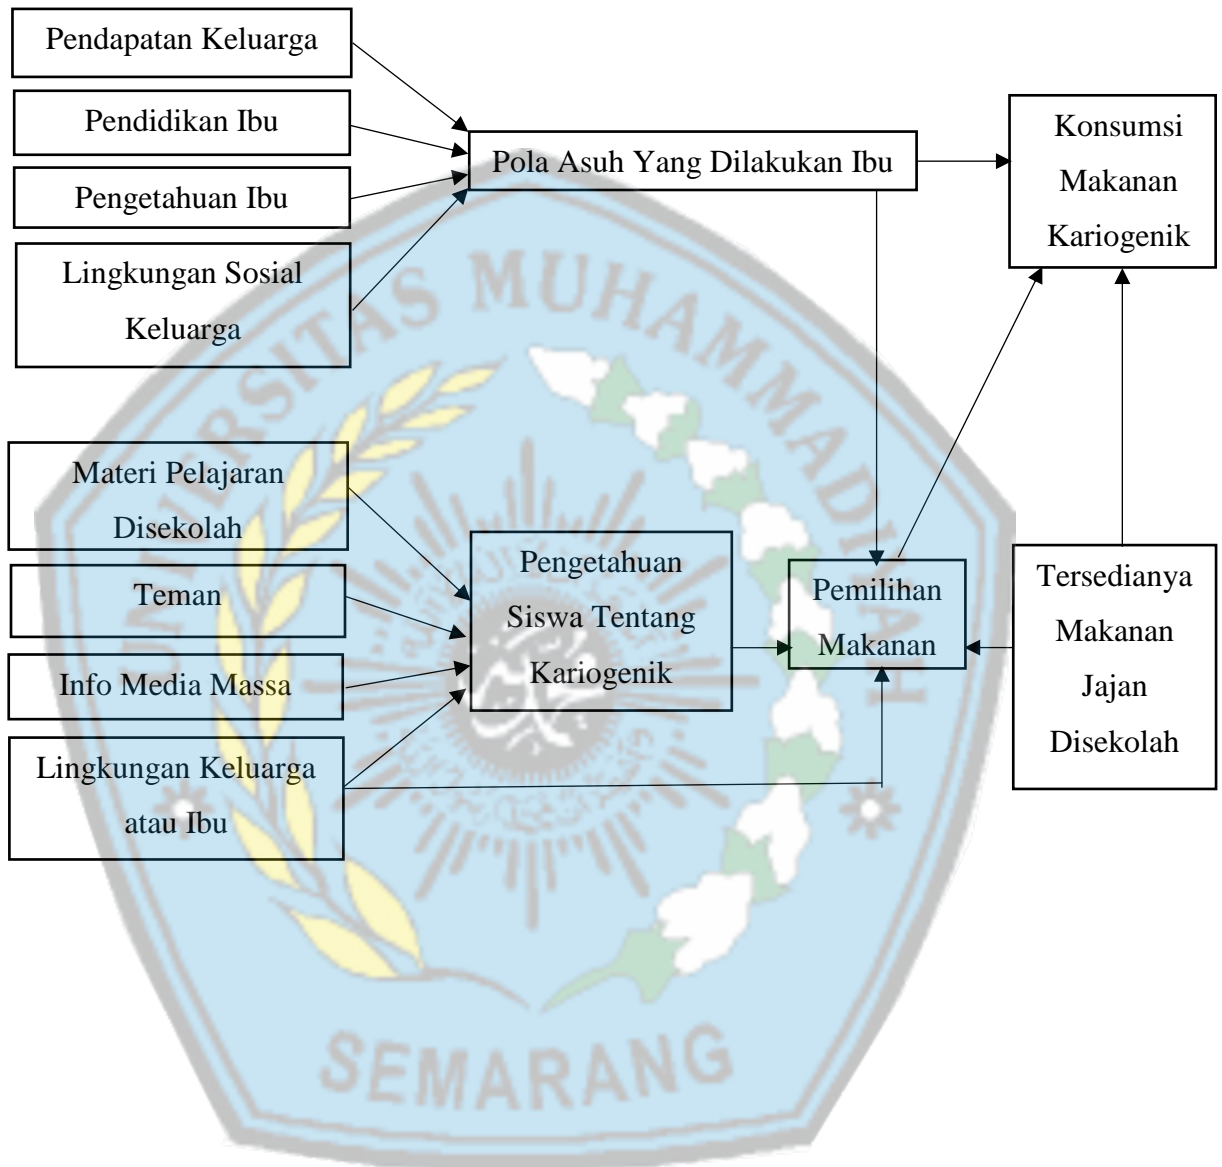 Pendapatan Keluarga
Pendidikan Ibu
Pengetahuan Ibu
Lingkungan Sosial
Keluarga
Pola Asuh Yang Dilakukan Ibu
Konsumsi
Makanan
Kariogenik
Materi Pelajaran
Disekolah
Teman
Info Media Massa
Lingkungan Keluarga
atau Ibu
Pengetahuan
Siswa Tentang
Kariogenik
Pemilihan
Makanan
Tersedianya
Makanan
Jajan
Disekolah
UNIVERSITAS MUHAMMADIYAH
SEMARANG